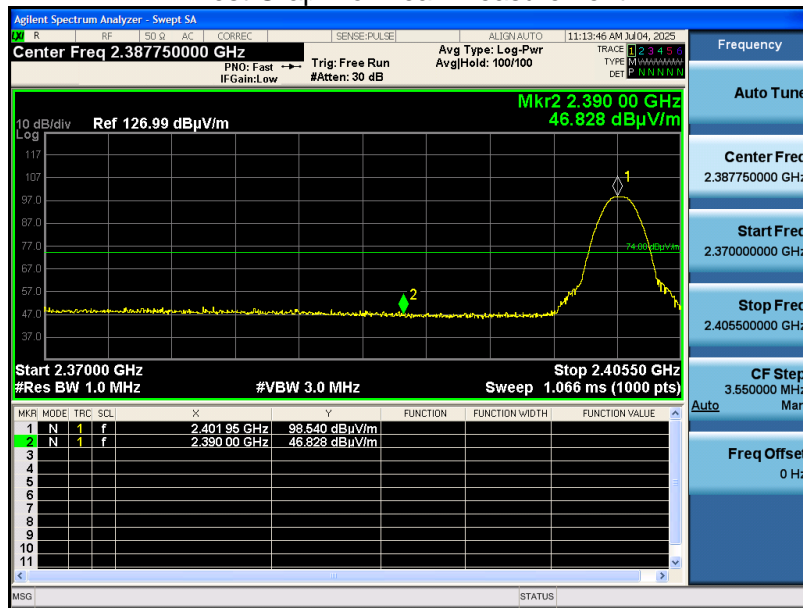 Agilent Spectrum Analyzer - Swept SA
LXI R RF 50 Ω AC CORREC SENSE:PULSE ALIGN AUTO 11:13:46 AM Jul 04, 2025
Center Freq 2.387750000 GHz
PNO: Fast
IFGain:Low
Trig: Free Run
#Atten: 30 dB
Avg Type: Log-Pwr
Avg|Hold: 100/100
TRACE 1 2 3 4 5 6
TYPE M
DET P N N N N N
Frequency
Mkr2 2.390 00 GHz
46.828 dBµV/m
10 dB/div Ref 126.99 dBµV/m
Log
117
107
97.0
87.0
77.0
67.0
57.0
47.0
37.0
1
2
74.00 dBµV/m
Start 2.37000 GHz Stop 2.40550 GHz
#Res BW 1.0 MHz #VBW 3.0 MHz Sweep 1.066 ms (1000 pts)
MKR MODE TRC SCL X Y FUNCTION FUNCTION WIDTH FUNCTION VALUE
1 N 1 f 2.401 95 GHz 98.540 dBµV/m
2 N 1 f 2.390 00 GHz 46.828 dBµV/m
3
4
5
6
7
8
9
10
11
Auto Tune
Center Freq
2.387750000 GHz
Start Freq
2.370000000 GHz
Stop Freq
2.405500000 GHz
CF Step
3.550000 MHz
Auto Man
Freq Offset
0 Hz
MSG STATUS